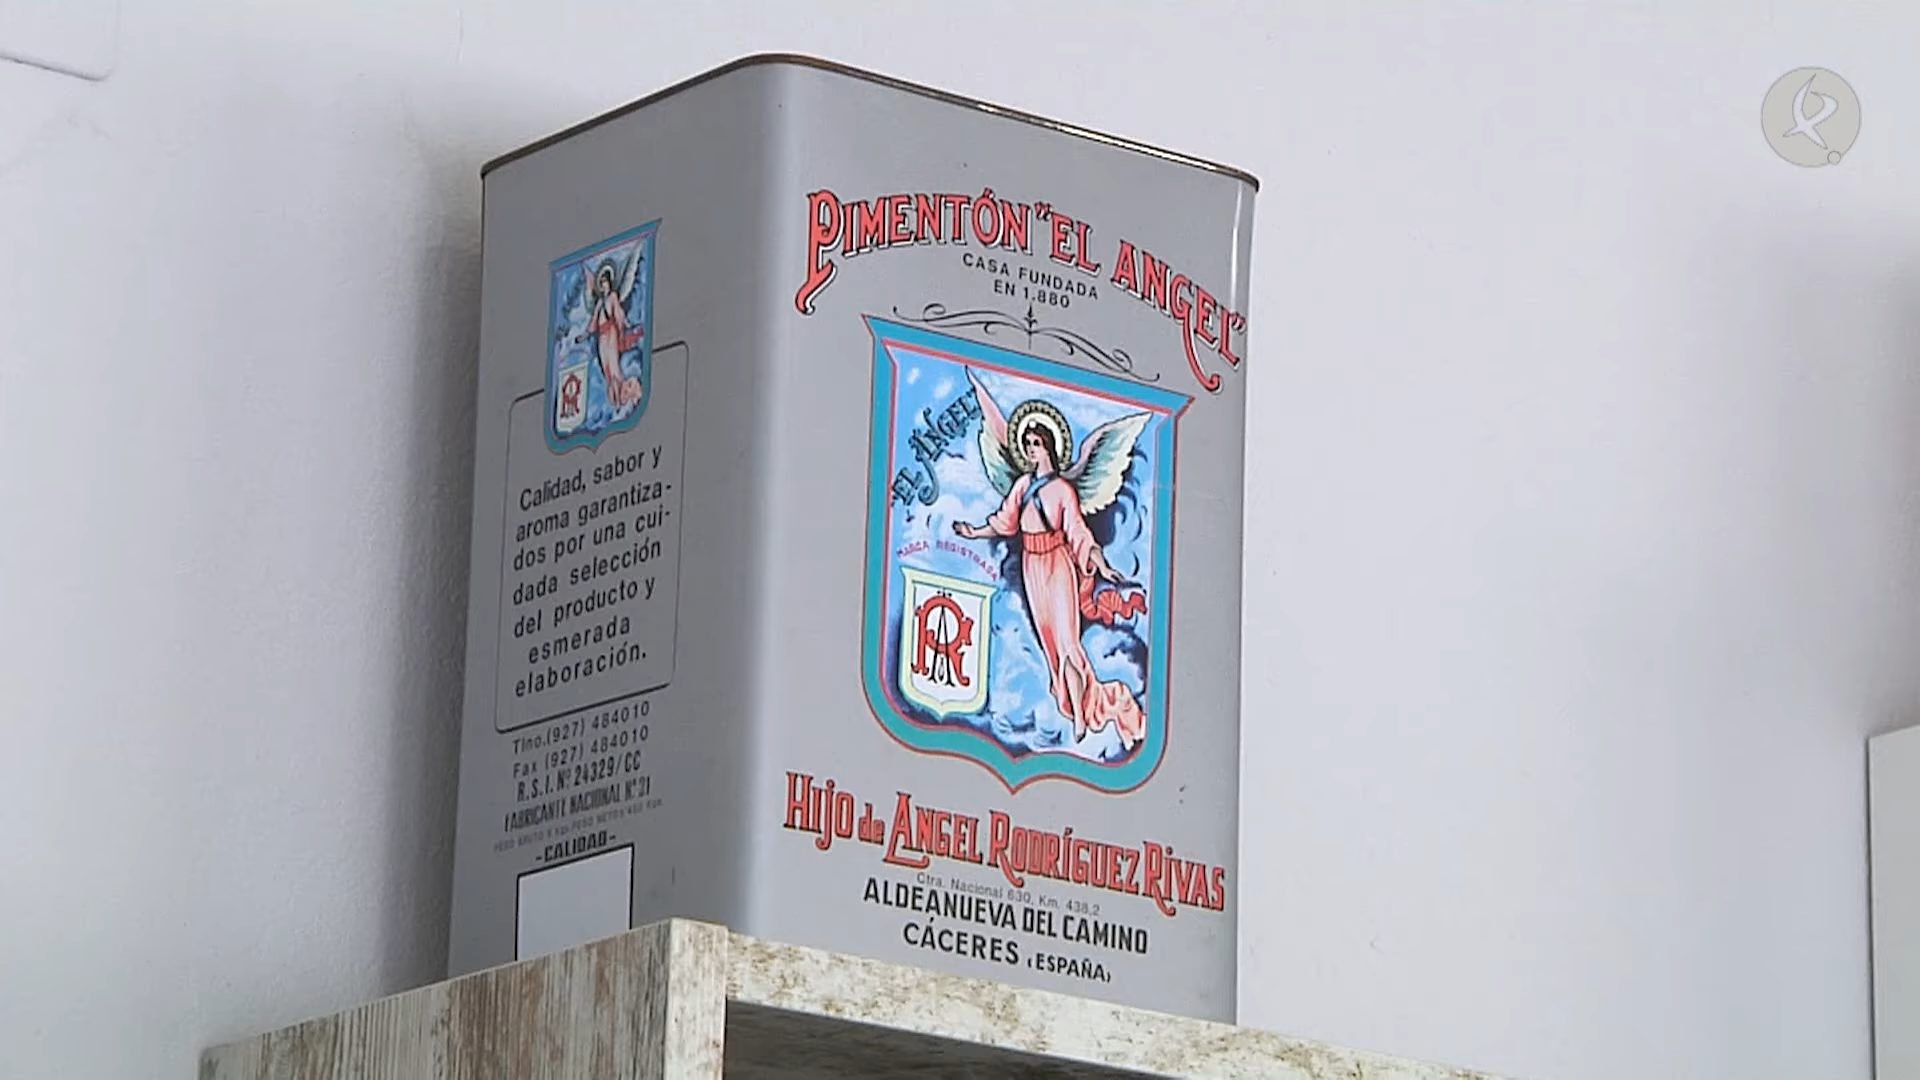 Calidad, sabor y
aroma garantiza-
dos por una cui-
dada selección
del producto y
esmerada
elaboración.
Tlno.(927) 484010
Fax (927) 484010
R.S.I. Nº 24329/CC
FABRICANTE NACIONAL Nº 21
-CALIDAD-
PIMENTÓN "EL ANGEL"
CASA FUNDADA
EN 1.880
"EL ÁNGEL"
MARCA REGISTRADA
HIJO de ANGEL RODRÍGUEZ RIVAS
Ctra. Nacional 630, Km. 438,2
ALDEANUEVA DEL CAMINO
CÁCERES (ESPAÑA)